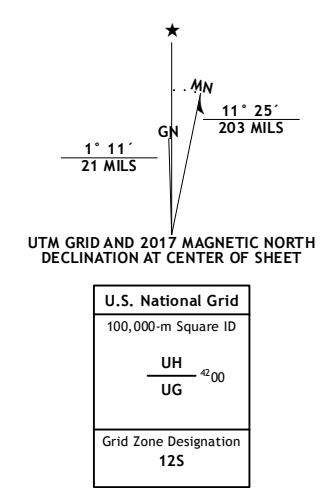 ★
MN
11° 25´
203 MILS
GN
1° 11´
21 MILS
UTM GRID AND 2017 MAGNETIC NORTH
DECLINATION AT CENTER OF SHEET
U.S. National Grid
100,000-m Square ID
UH
4200
UG
Grid Zone Designation
12S